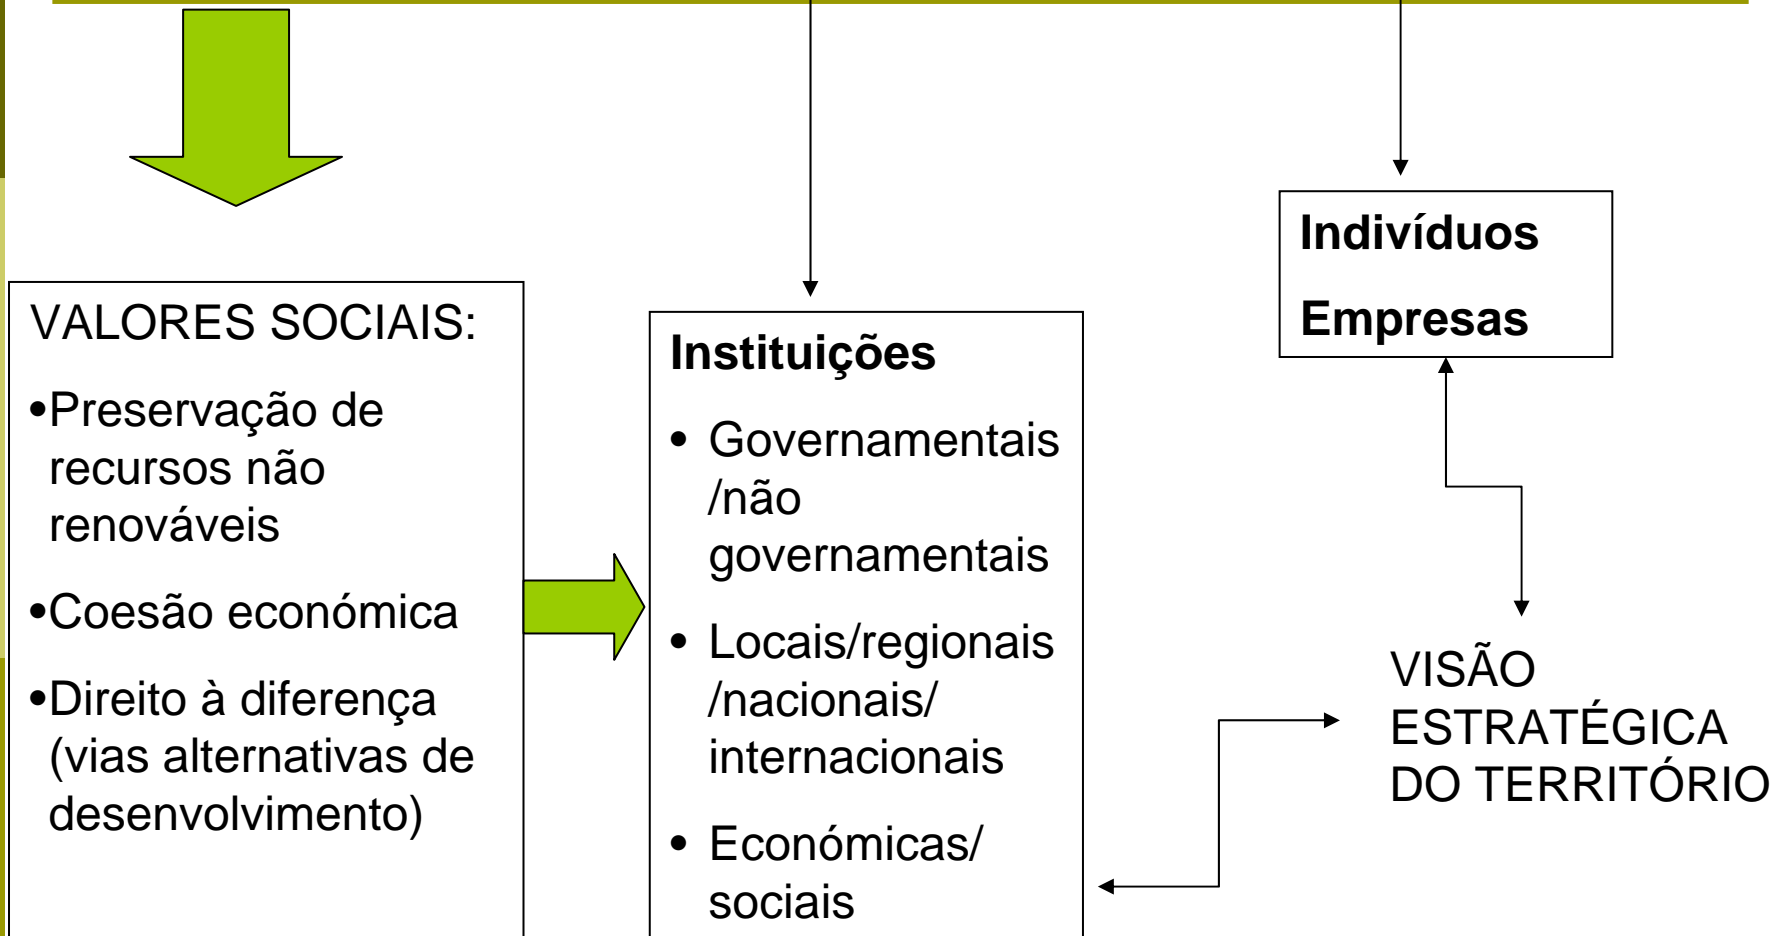 VALORES SOCIAIS:
•Preservação de
recursos não
renováveis
•Coesão económica
•Direito à diferença
(vias alternativas de
desenvolvimento)
Instituições
• Governamentais
/não
governamentais
• Locais/regionais
/nacionais/
internacionais
• Económicas/
sociais
Indivíduos
Empresas
VISÃO
ESTRATÉGICA
DO TERRITÓRIO